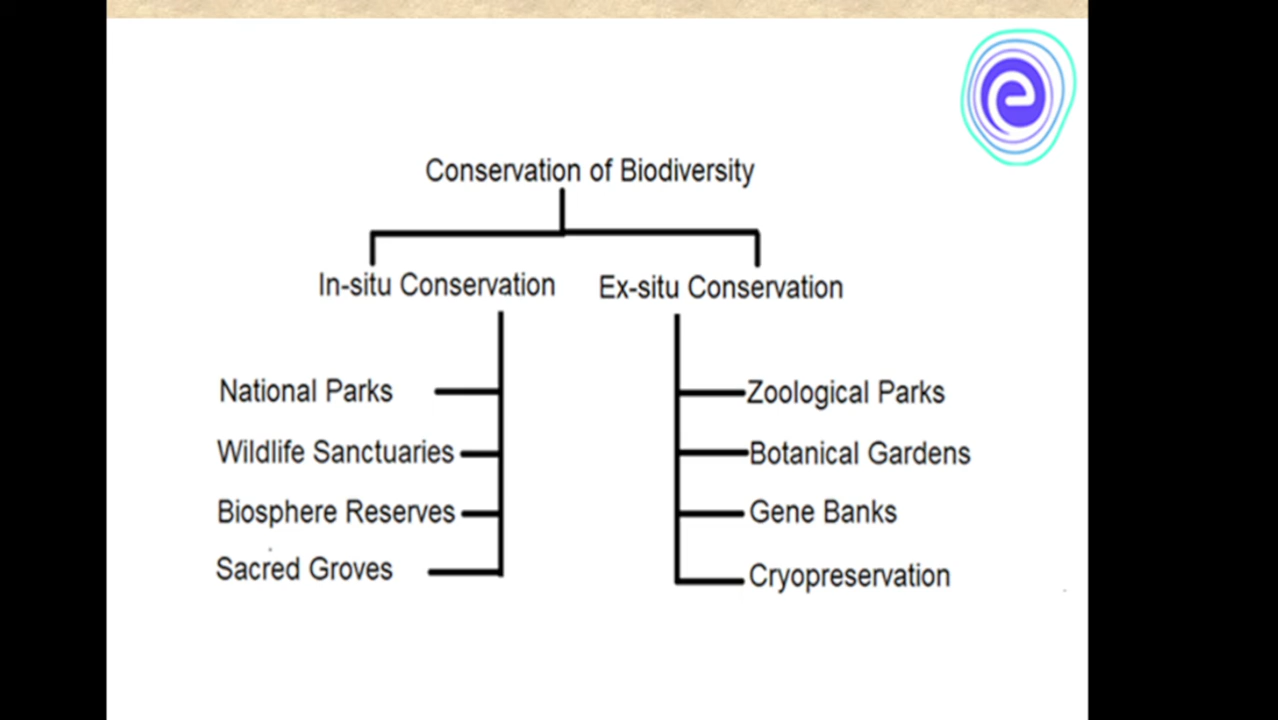 Conservation of Biodiversity
In-situ Conservation
Ex-situ Conservation
National Parks
Wildlife Sanctuaries
Biosphere Reserves
Sacred Groves
Zoological Parks
Botanical Gardens
Gene Banks
Cryopreservation